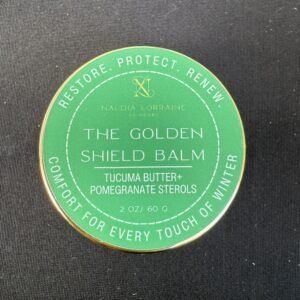 RESTORE. PROTECT. RENEW.
NAUDIA LORRAINE
THE GOLDEN
SHIELD BALM
TUCUMA BUTTER+
POMEGRANATE STEROLS
2 OZ/ 60 G
COMFORT FOR EVERY TOUCH OF WINTER